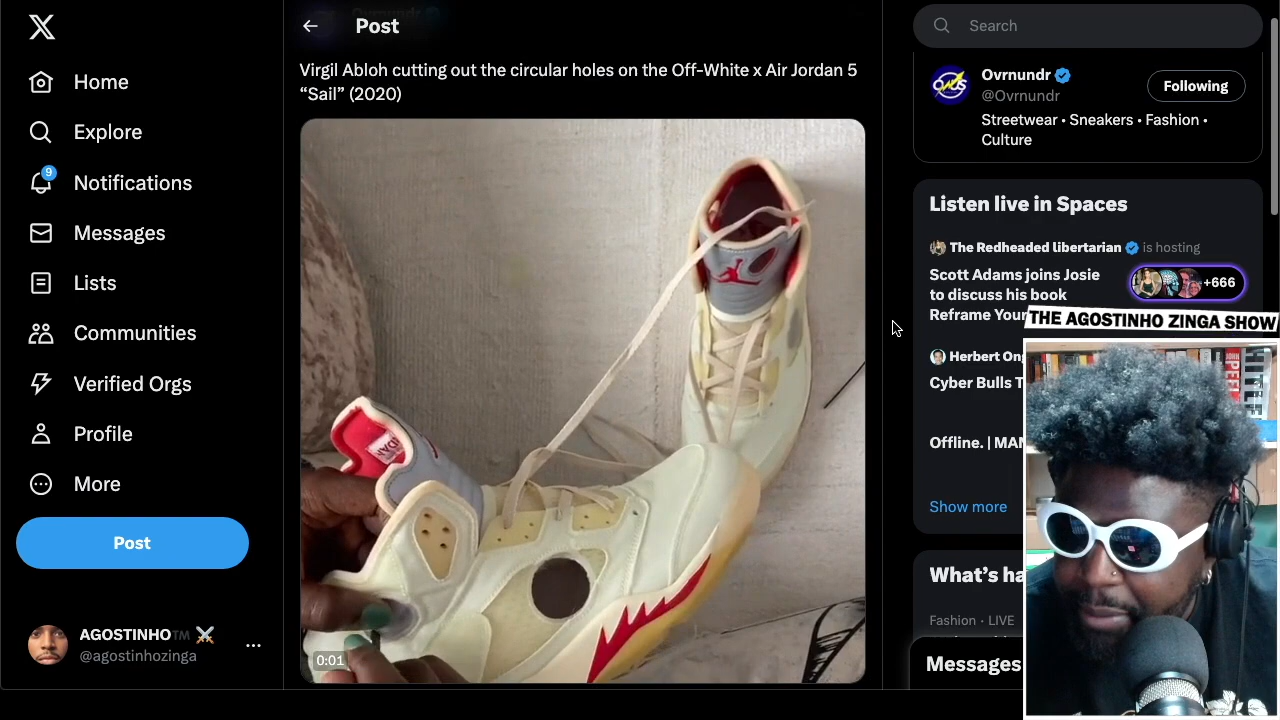 Post
Virgil Abloh cutting out the circular holes on the Off-White x Air Jordan 5
“Sail” (2020)
0:01
Home
Explore
9
Notifications
Messages
Lists
Communities
Verified Orgs
Profile
More
Post
AGOSTINHO™
@agostinhozinga
Search
Ovrnundr
@Ovrnundr
Following
Streetwear • Sneakers • Fashion •
Culture
Listen live in Spaces
The Redheaded libertarian is hosting
Scott Adams joins Josie
to discuss his book
Reframe Your
+666
Herbert On
Cyber Bulls T
Offline. | MAN
Show more
What’s ha
Fashion · LIVE
Messages
THE AGOSTINHO ZINGA SHOW